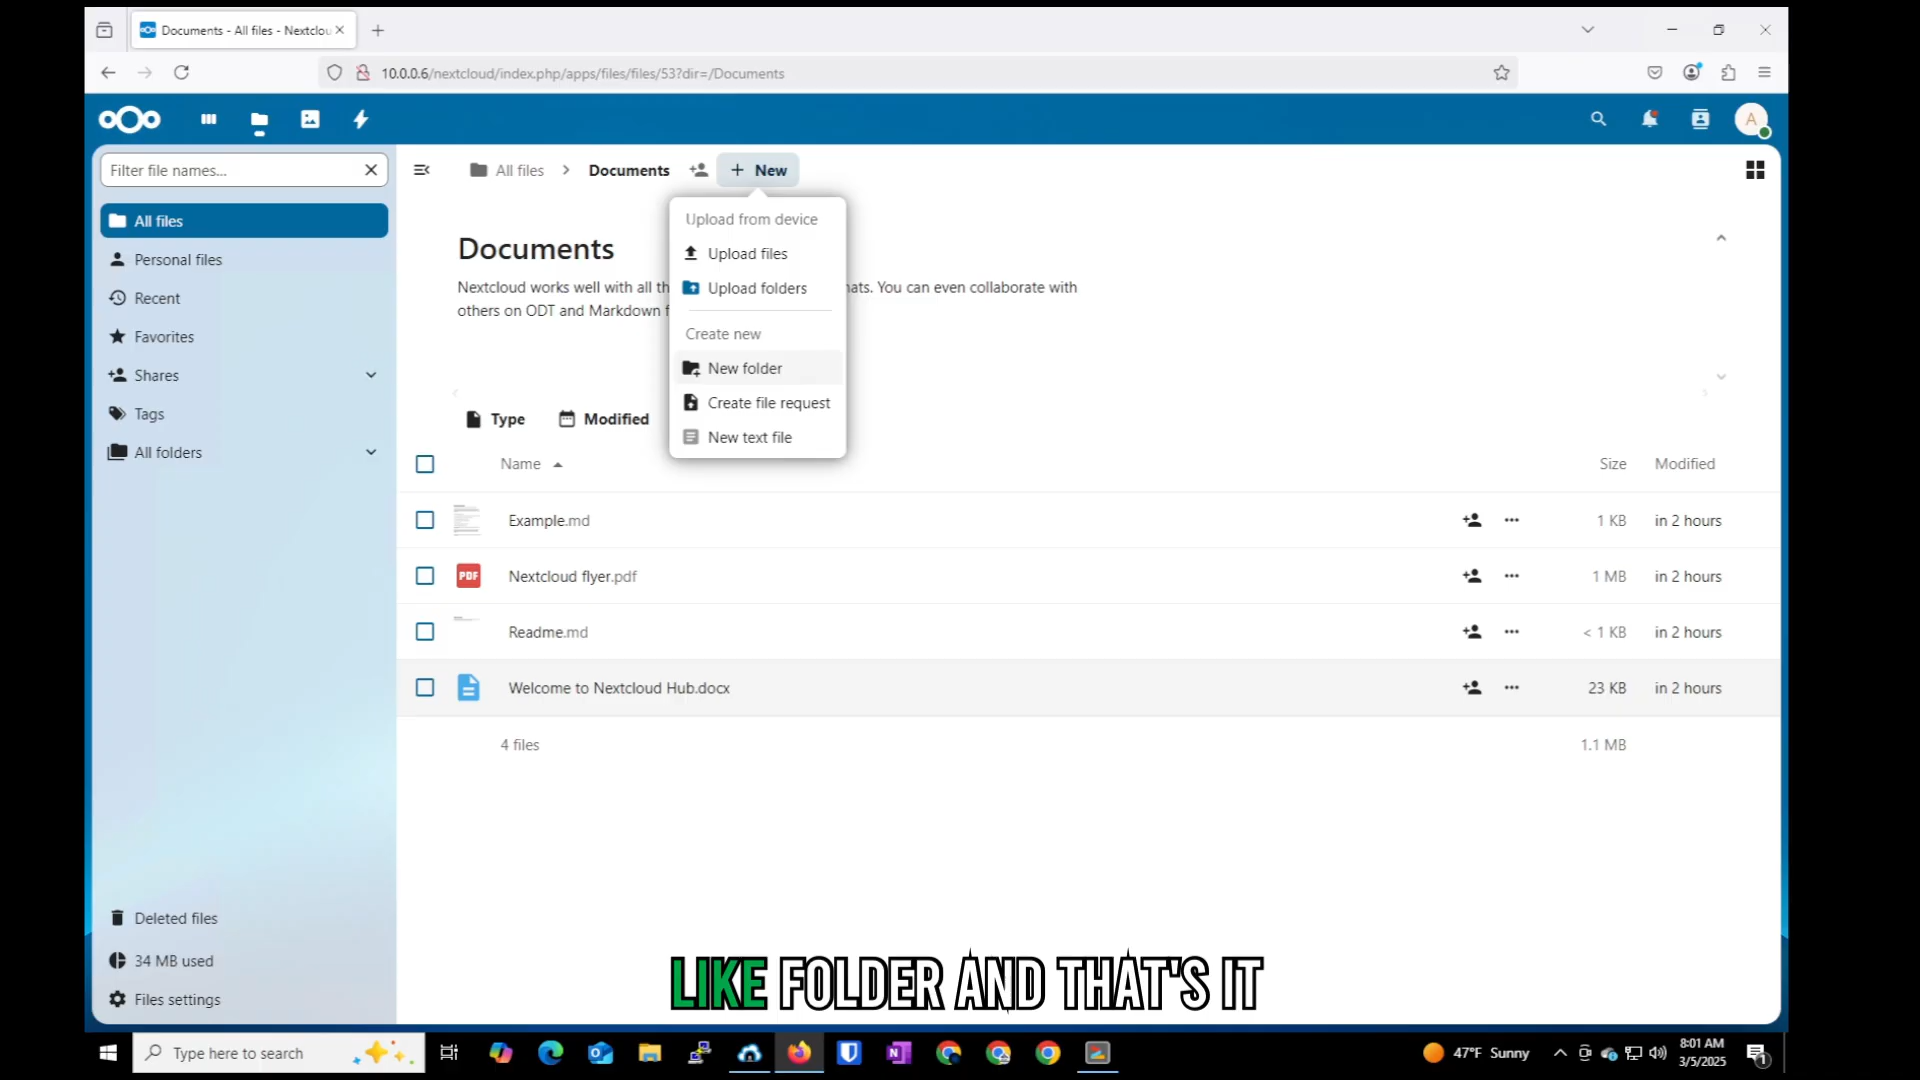 Documents - All files - Nextclou
10.0.0.6/nextcloud/index.php/apps/files/files/53?dir=/Documents
A
Filter file names...
All files
Documents
New
All files
Personal files
Recent
Favorites
Shares
Tags
All folders
Upload from device
Upload files
Upload folders
Create new
New folder
Create file request
New text file
Documents
Nextcloud works well with all th
ats. You can even collaborate with
others on ODT and Markdown f
Type
Modified
Name
Size
Modified
Example.md
1 KB
in 2 hours
PDF
Nextcloud flyer.pdf
1 MB
in 2 hours
Readme.md
< 1 KB
in 2 hours
Welcome to Nextcloud Hub.docx
23 KB
in 2 hours
4 files
1.1 MB
Deleted files
34 MB used
Files settings
LIKE FOLDER AND THAT'S IT
Type here to search
47°F Sunny
8:01 AM
3/5/2025
1